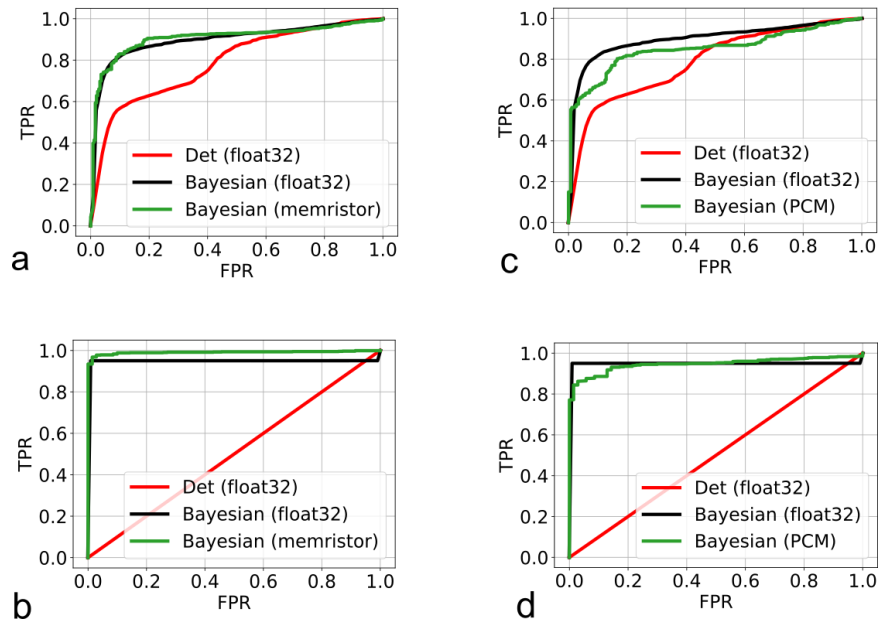 1.0
0.8
0.6
0.4
0.2
0.0
TPR
Det (float32)
Bayesian (float32)
Bayesian (memristor)
0.0 0.2 0.4 0.6 0.8 1.0
FPR
a
1.0
0.8
0.6
0.4
0.2
0.0
TPR
Det (float32)
Bayesian (float32)
Bayesian (PCM)
0.0 0.2 0.4 0.6 0.8 1.0
FPR
c
1.0
0.8
0.6
0.4
0.2
0.0
TPR
Det (float32)
Bayesian (float32)
Bayesian (memristor)
0.0 0.2 0.4 0.6 0.8 1.0
FPR
b
1.0
0.8
0.6
0.4
0.2
0.0
TPR
Det (float32)
Bayesian (float32)
Bayesian (PCM)
0.0 0.2 0.4 0.6 0.8 1.0
FPR
d